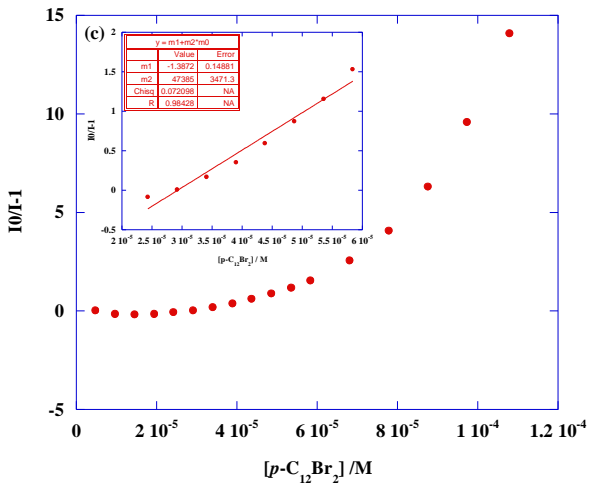 (c)
y = m1+m2*m0
Value Error
m1 -1.3872 0.14881
m2 47385 3471.3
Chisq 0.072098 NA
R 0.98428 NA
2
1.5
1
0.5
0
-0.5
I0/I-1
2 10⁻⁵ 2.5 10⁻⁵ 3 10⁻⁵ 3.5 10⁻⁵ 4 10⁻⁵ 4.5 10⁻⁵ 5 10⁻⁵ 5.5 10⁻⁵ 6 10⁻⁵
[p-C₁₂Br₂] / M
15
10
5
0
-5
I0/I-1
0 2 10⁻⁵ 4 10⁻⁵ 6 10⁻⁵ 8 10⁻⁵ 1 10⁻⁴ 1.2 10⁻⁴
[p-C₁₂Br₂] /M